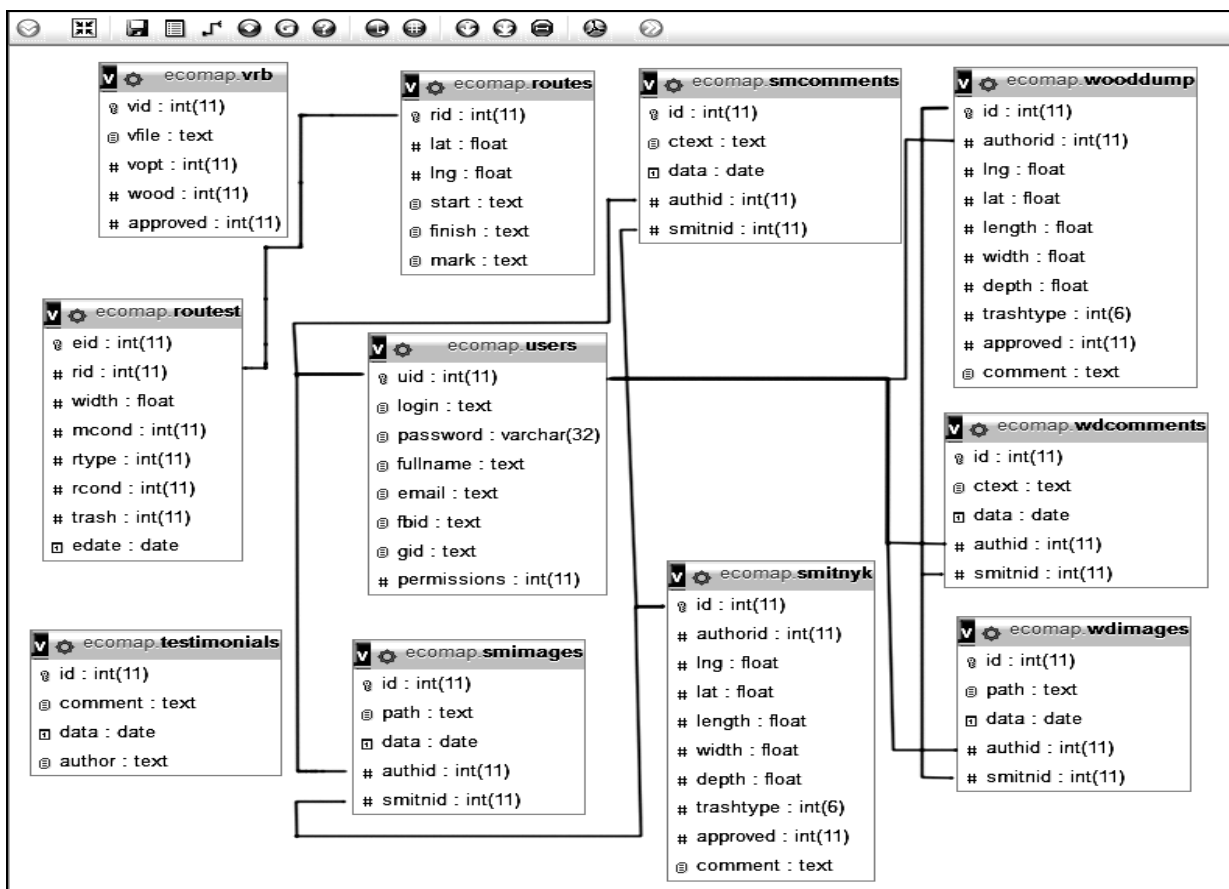 ecomap.vrb
vid : int(11)
vfile : text
vopt : int(11)
wood : int(11)
approved : int(11)
ecomap.routes
rid : int(11)
lat : float
lng : float
start : text
finish : text
mark : text
ecomap.smcomments
id : int(11)
ctext : text
data : date
authid : int(11)
smitnid : int(11)
ecomap.wooddump
id : int(11)
authorid : int(11)
lng : float
lat : float
length : float
width : float
depth : float
trashtype : int(6)
approved : int(11)
comment : text
ecomap.routest
eid : int(11)
rid : int(11)
width : float
mcond : int(11)
rtype : int(11)
rcond : int(11)
trash : int(11)
edate : date
ecomap.users
uid : int(11)
login : text
password : varchar(32)
fullname : text
email : text
fbid : text
gid : text
permissions : int(11)
ecomap.wdcomments
id : int(11)
ctext : text
data : date
authid : int(11)
smitnid : int(11)
ecomap.testimonials
id : int(11)
comment : text
data : date
author : text
ecomap.smimages
id : int(11)
path : text
data : date
authid : int(11)
smitnid : int(11)
ecomap.smitnyk
id : int(11)
authorid : int(11)
lng : float
lat : float
length : float
width : float
depth : float
trashtype : int(6)
approved : int(11)
comment : text
ecomap.wdimages
id : int(11)
path : text
data : date
authid : int(11)
smitnid : int(11)